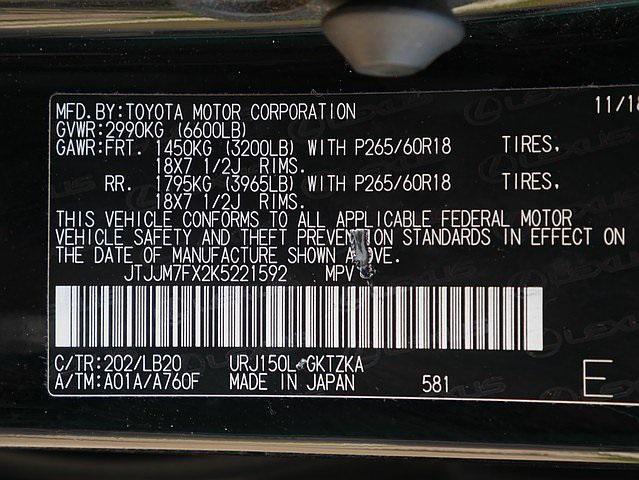 MFD.BY:TOYOTA MOTOR CORPORATION 11/18
GVWR:2990KG (6600LB)
GAWR:FRT. 1450KG (3200LB) WITH P265/60R18 TIRES,
18X7 1/2J RIMS.
RR. 1795KG (3965LB) WITH P265/60R18 TIRES,
18X7 1/2J RIMS.
THIS VEHICLE CONFORMS TO ALL APPLICABLE FEDERAL MOTOR
VEHICLE SAFETY AND THEFT PREVENTION STANDARDS IN EFFECT ON
THE DATE OF MANUFACTURE SHOWN ABOVE.
JTJJM7FX2K5221592 MPV
C/TR:202/LB20 URJ150L-GKTZKA
A/TM:A01A/A760F MADE IN JAPAN 581 E